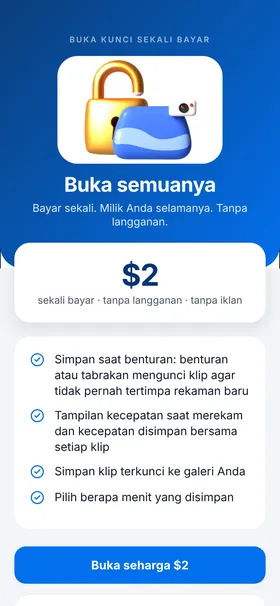 BUKA KUNCI SEKALI BAYAR
Buka semuanya
Bayar sekali. Milik Anda selamanya. Tanpa
langganan.
$2
sekali bayar · tanpa langganan · tanpa iklan
Simpan saat benturan: benturan
atau tabrakan mengunci klip agar
tidak pernah tertimpa rekaman baru
Tampilan kecepatan saat merekam
dan kecepatan disimpan bersama
setiap klip
Simpan klip terkunci ke galeri Anda
Pilih berapa menit yang disimpan
Buka seharga $2